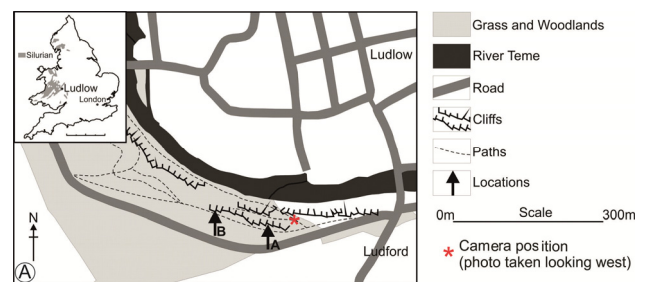 Silurian
Ludlow
London
Ludlow
B
A
Ludford
N
A
Grass and Woodlands
River Teme
Road
Cliffs
Paths
Locations
0m Scale 300m
* Camera position
(photo taken looking west)